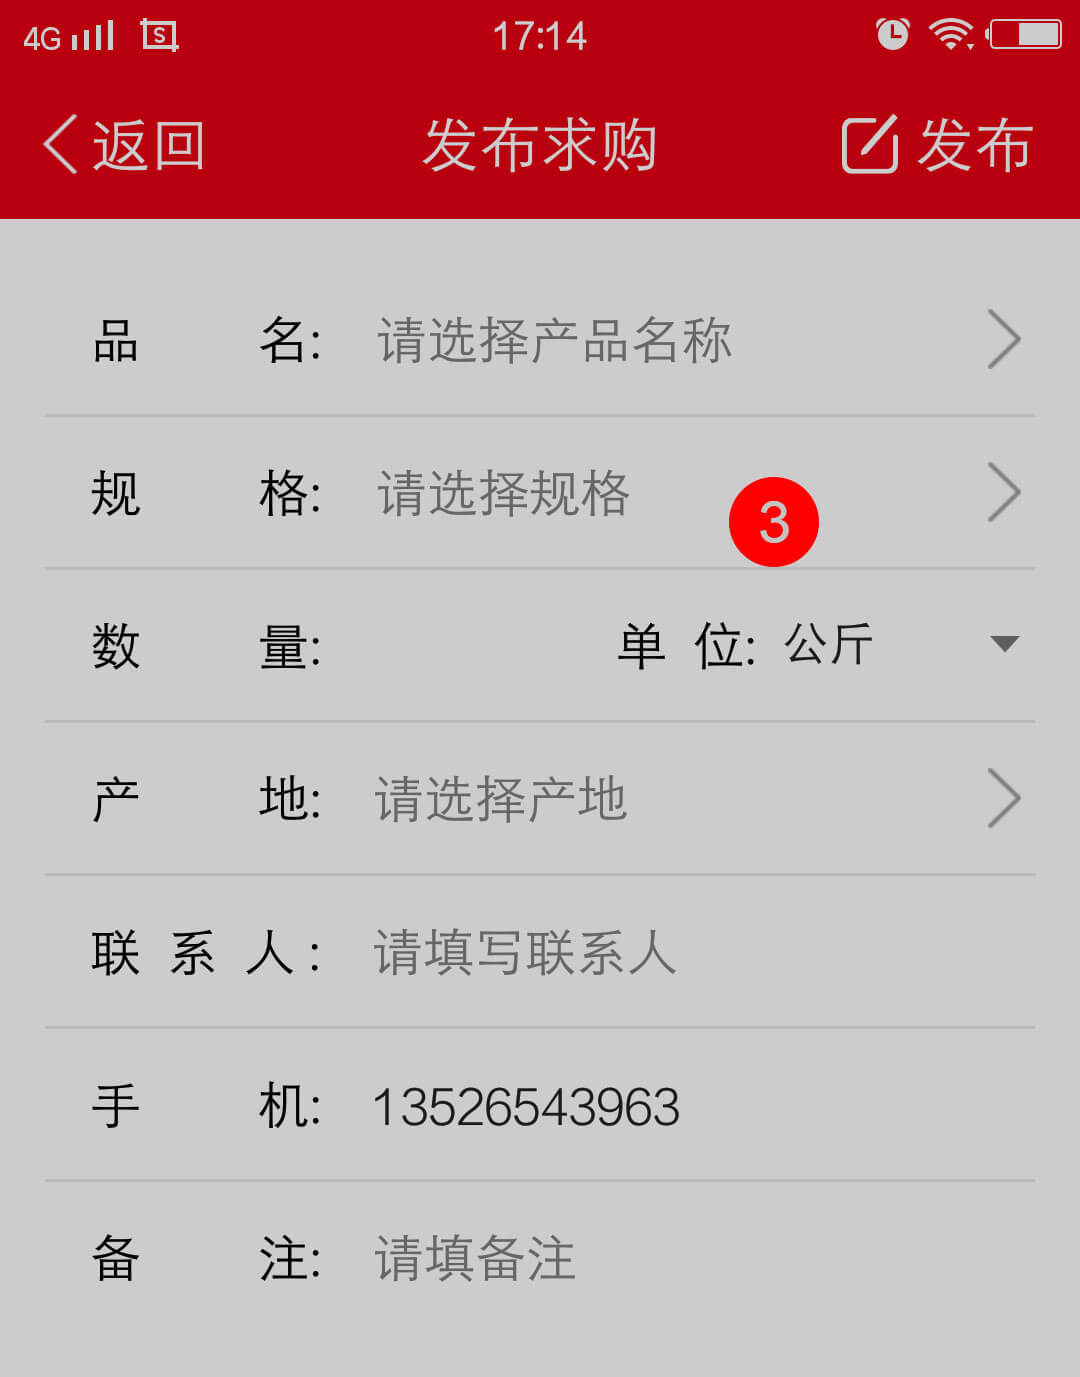 4G 17:14
返回 发布求购 发布
品名: 请选择产品名称
规格: 请选择规格
3
数量: 单位: 公斤
产地: 请选择产地
联系人: 请填写联系人
手机: 13526543963
备注: 请填备注